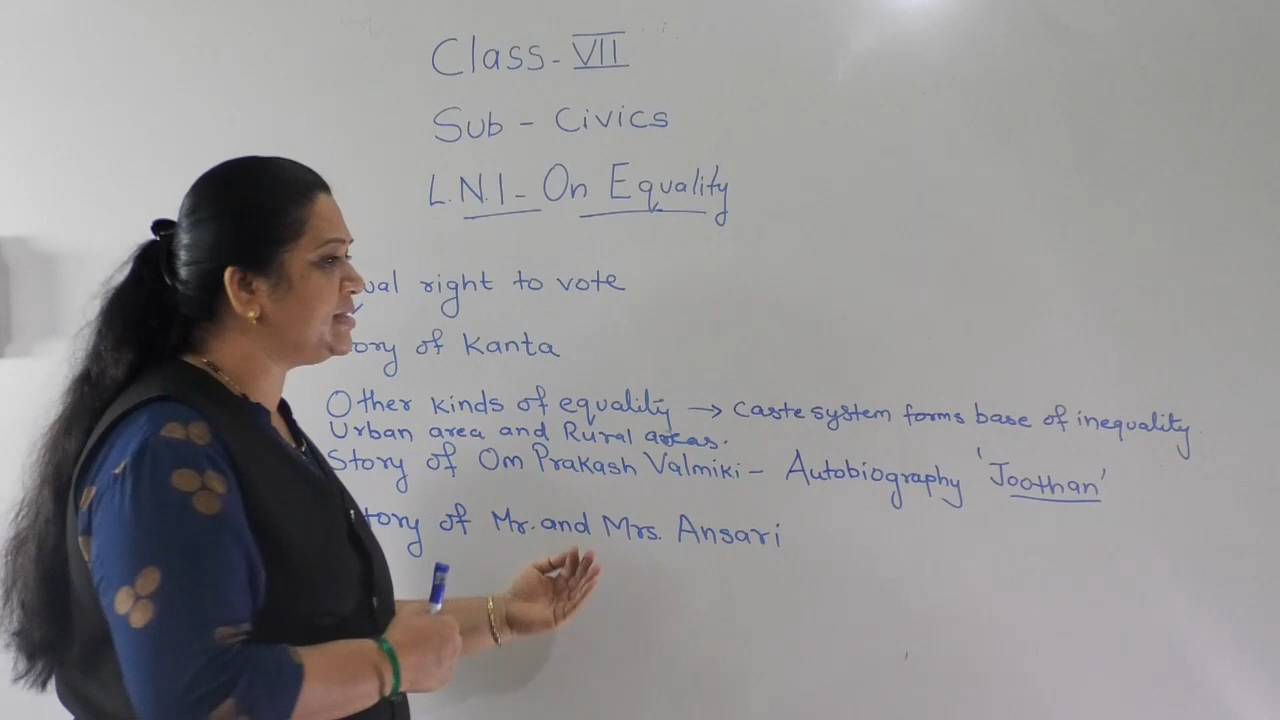 Class - VII
Sub - Civics
L.N.1 - On Equality
ual right to vote
ory of Kanta
Other kinds of equality → Caste system forms base of inequality
Urban area and Rural areas.
Story of Om Prakash Valmiki - Autobiography 'Joothan'
tory of Mr. and Mrs. Ansari